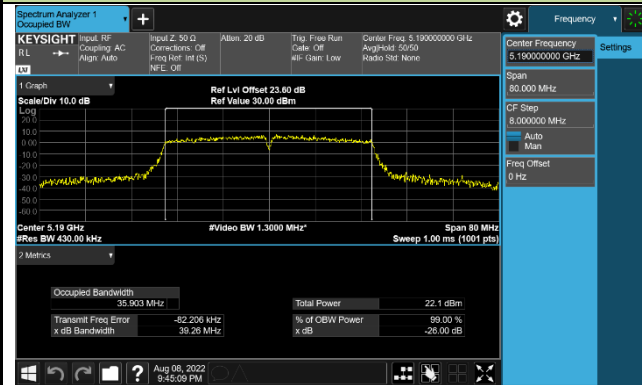 Spectrum Analyzer 1
Occupied BW
Frequency
KEYSIGHT
RL
LXI
Input: RF
Coupling: AC
Align: Auto
Input Z: 50 Ω
Corrections: Off
Freq Ref: Int (S)
NFE: Off
Atten: 20 dB
Trig: Free Run
Gate: Off
#IF Gain: Low
Center Freq: 5.190000000 GHz
Avg|Hold: 50/50
Radio Std: None
Center Frequency
5.190000000 GHz
Settings
Span
80.000 MHz
CF Step
8.000000 MHz
Auto
Man
Freq Offset
0 Hz
1 Graph
Scale/Div 10.0 dB
Ref Lvl Offset 23.60 dB
Ref Value 30.00 dBm
Log
20.0
10.0
0.00
-10.0
-20.0
-30.0
-40.0
-50.0
-60.0
Center 5.19 GHz
#Res BW 430.00 kHz
#Video BW 1.3000 MHz*
Span 80 MHz
Sweep 1.00 ms (1001 pts)
2 Metrics
Occupied Bandwidth
35.903 MHz
Transmit Freq Error -82.206 kHz
x dB Bandwidth 39.26 MHz
Total Power 22.1 dBm
% of OBW Power 99.00 %
x dB -26.00 dB
Aug 08, 2022
9:45:09 PM